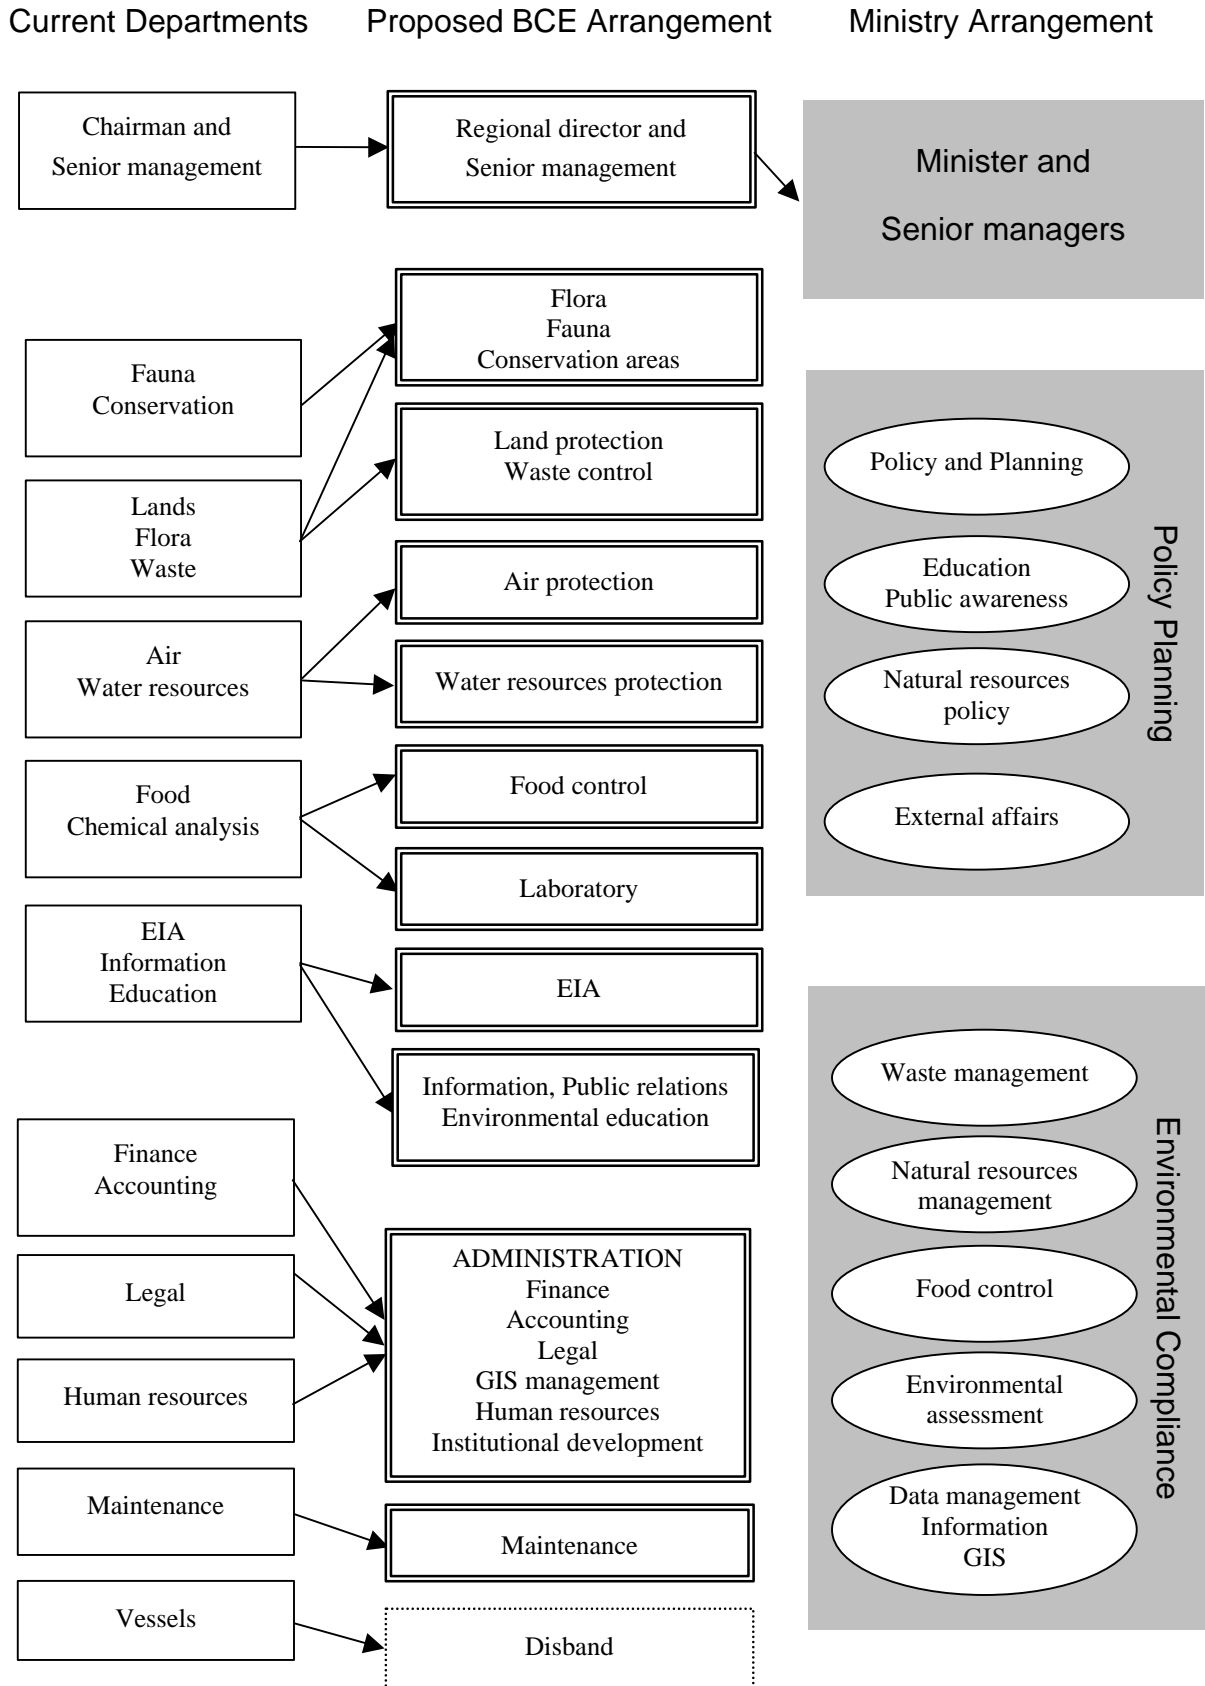 Current Departments
Proposed BCE Arrangement
Ministry Arrangement
Chairman and
Senior management
Regional director and
Senior management
Minister and
Senior managers
Fauna
Conservation
Lands
Flora
Waste
Air
Water resources
Food
Chemical analysis
EIA
Information
Education
Finance
Accounting
Legal
Human resources
Maintenance
Vessels
Flora
Fauna
Conservation areas
Land protection
Waste control
Air protection
Water resources protection
Food control
Laboratory
EIA
Information, Public relations
Environmental education
ADMINISTRATION
Finance
Accounting
Legal
GIS management
Human resources
Institutional development
Maintenance
Disband
Policy and Planning
Education
Public awareness
Natural resources
policy
External affairs
Policy Planning
Waste management
Natural resources
management
Food control
Environmental
assessment
Data management
Information
GIS
Environmental Compliance